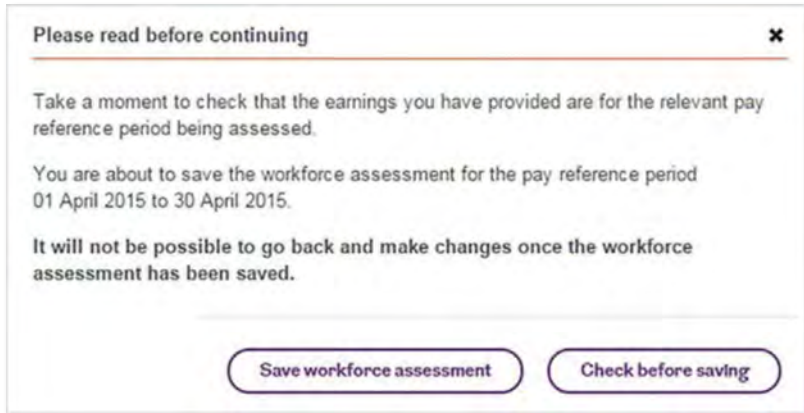 Please read before continuing
Take a moment to check that the earnings you have provided are for the relevant pay
reference period being assessed.
You are about to save the workforce assessment for the pay reference period
01 April 2015 to 30 April 2015.
It will not be possible to go back and make changes once the workforce
assessment has been saved.
Save workforce assessment
Check before saving